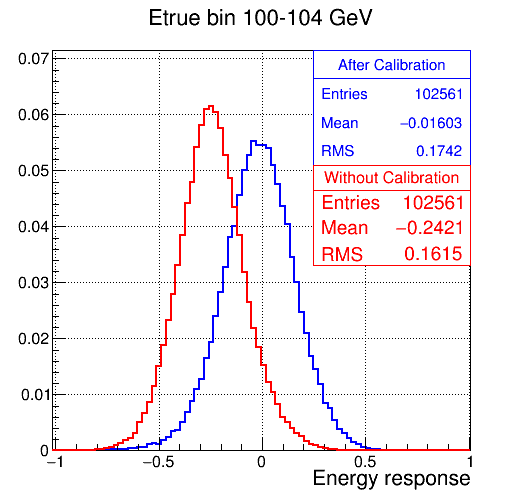 Etrue bin 100-104 GeV
0.07
0.06
0.05
0.04
0.03
0.02
0.01
0
After Calibration
Entries 102561
Mean −0.01603
RMS 0.1742
Without Calibration
Entries 102561
Mean −0.2421
RMS 0.1615
−1 −0.5 0 0.5 1
Energy response